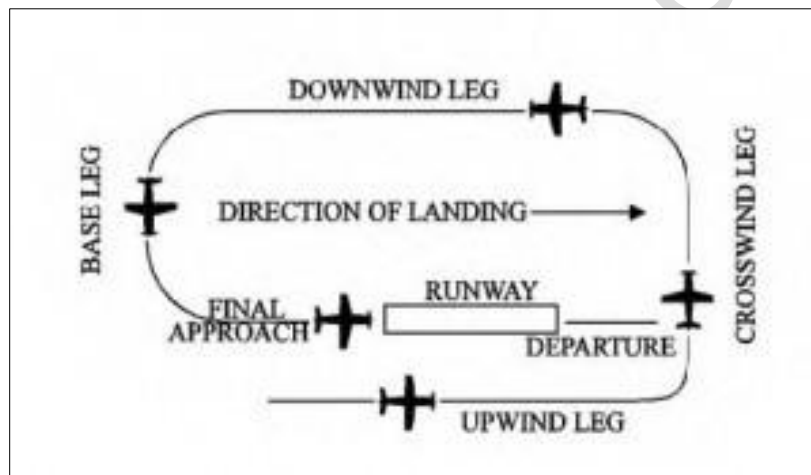 DOWNWIND LEG
BASE LEG
DIRECTION OF LANDING
CROSSWIND LEG
RUNWAY
FINAL
APPROACH
DEPARTURE
UPWIND LEG